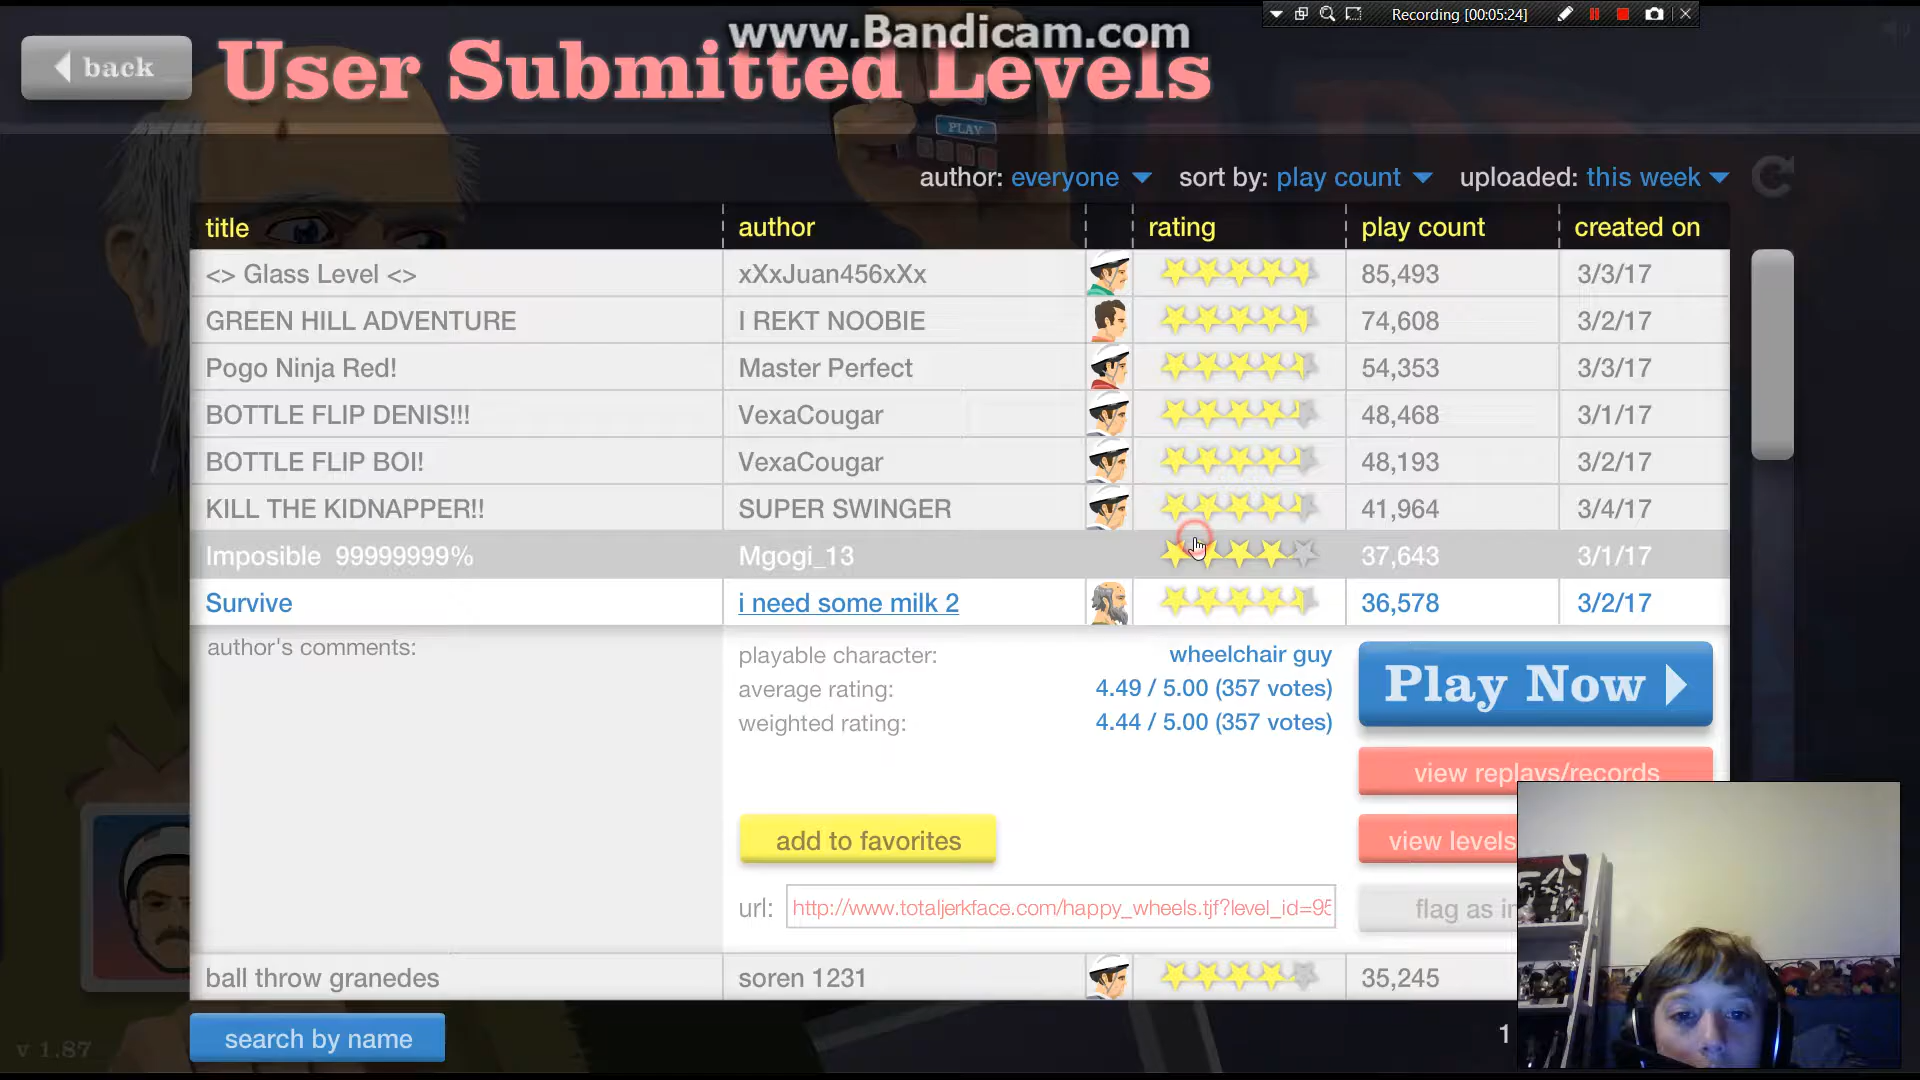 www.Bandicam.com
Recording [00:05:24]
back
User Submitted Levels
PLAY
author: everyone sort by: play count uploaded: this week
title author rating play count created on
<> Glass Level <> xXxJuan456xXx 85,493 3/3/17
GREEN HILL ADVENTURE I REKT NOOBIE 74,608 3/2/17
Pogo Ninja Red! Master Perfect 54,353 3/3/17
BOTTLE FLIP DENIS!!! VexaCougar 48,468 3/1/17
BOTTLE FLIP BOI! VexaCougar 48,193 3/2/17
KILL THE KIDNAPPER!! SUPER SWINGER 41,964 3/4/17
Imposible 99999999% Mgogi_13 37,643 3/1/17
Survive i need some milk 2 36,578 3/2/17
author's comments:
playable character: wheelchair guy
average rating: 4.49 / 5.00 (357 votes)
weighted rating: 4.44 / 5.00 (357 votes)
Play Now
view replays/records
add to favorites
view levels
url: http://www.totaljerkface.com/happy_wheels.tjf?level_id=95
flag as in
ball throw granedes soren 1231 35,245
search by name
1
v 1.87